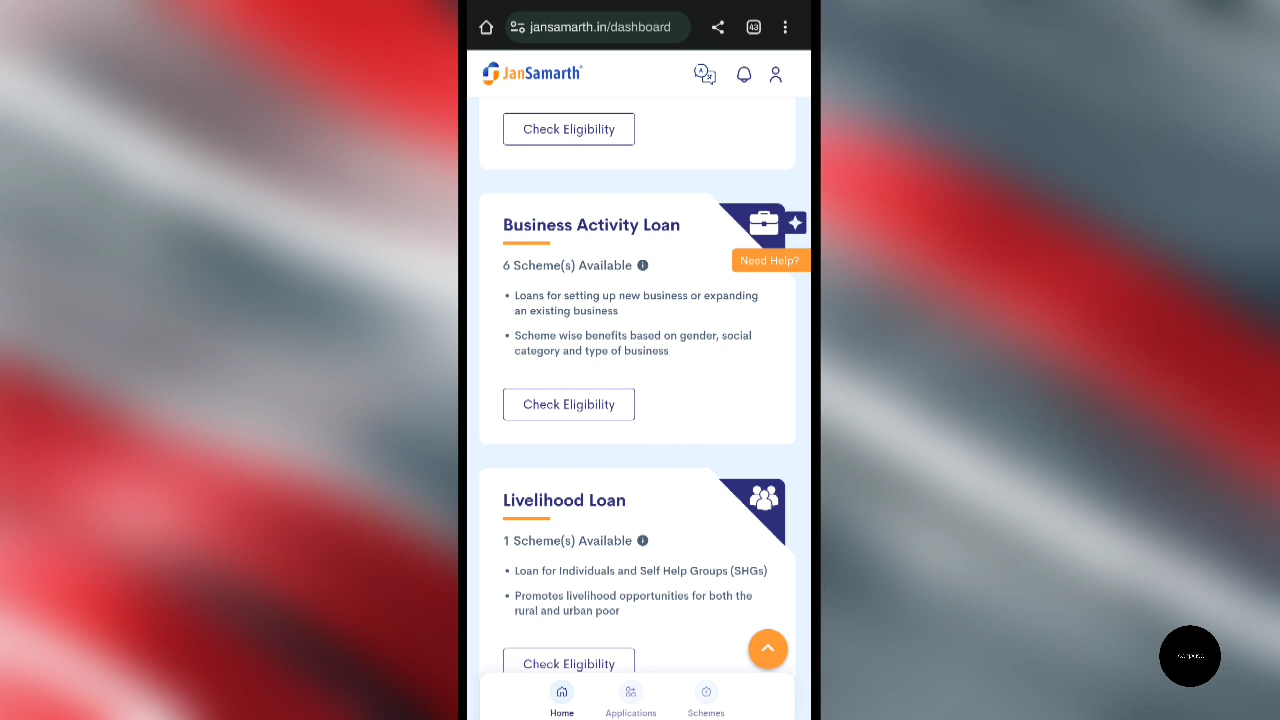 jansamarth.in/dashboard
43
JanSamarth
Check Eligibility
Business Activity Loan
6 Scheme(s) Available
Need Help?
• Loans for setting up new business or expanding
an existing business
• Scheme wise benefits based on gender, social
category and type of business
Check Eligibility
Livelihood Loan
1 Scheme(s) Available
• Loan for Individuals and Self Help Groups (SHGs)
• Promotes livelihood opportunities for both the
rural and urban poor
Check Eligibility
Home
Applications
Schemes